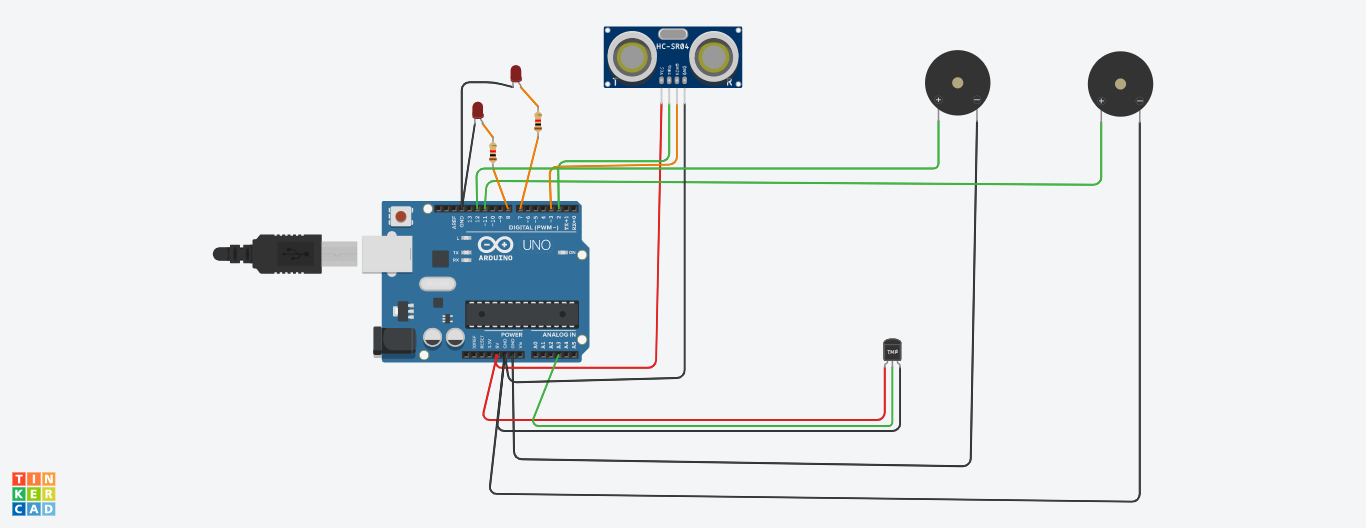 HC-SR04
VCC
TRIG
ECHO
GND
T
R
+
−
+
−
AREF
GND
13
12
~11
~10
~9
8
7
~6
~5
4
~3
2
TX→1
RX←0
DIGITAL (PWM~)
L
TX
RX
ARDUINO
UNO
ON
POWER
ANALOG IN
IOREF
RESET
3.3V
5V
GND
GND
Vin
A0
A1
A2
A3
A4
A5
TMP
TIN
KER
CAD